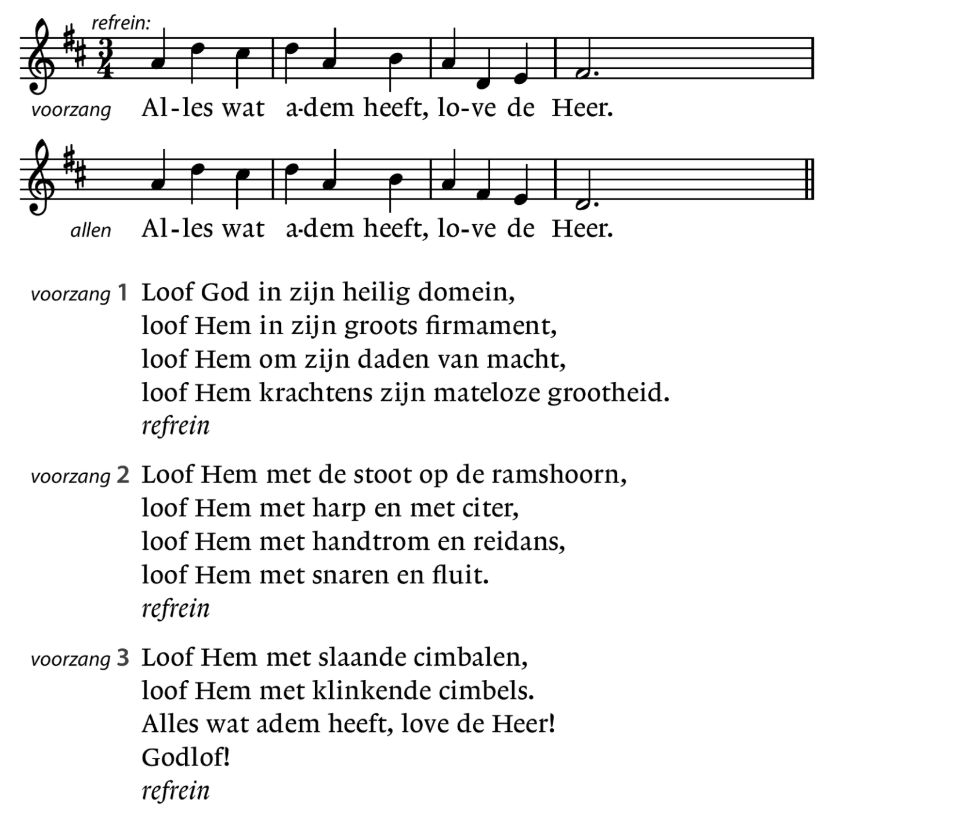 refrein:
3
4
voorzang Al-les wat a-dem heeft, lo-ve de Heer.
allen Al-les wat a-dem heeft, lo-ve de Heer.
voorzang 1 Loof God in zijn heilig domein,
loof Hem in zijn groots firmament,
loof Hem om zijn daden van macht,
loof Hem krachtens zijn mateloze grootheid.
refrein
voorzang 2 Loof Hem met de stoot op de ramshoorn,
loof Hem met harp en met citer,
loof Hem met handtrom en reidans,
loof Hem met snaren en fluit.
refrein
voorzang 3 Loof Hem met slaande cimbalen,
loof Hem met klinkende cimbels.
Alles wat adem heeft, love de Heer!
Godlof!
refrein